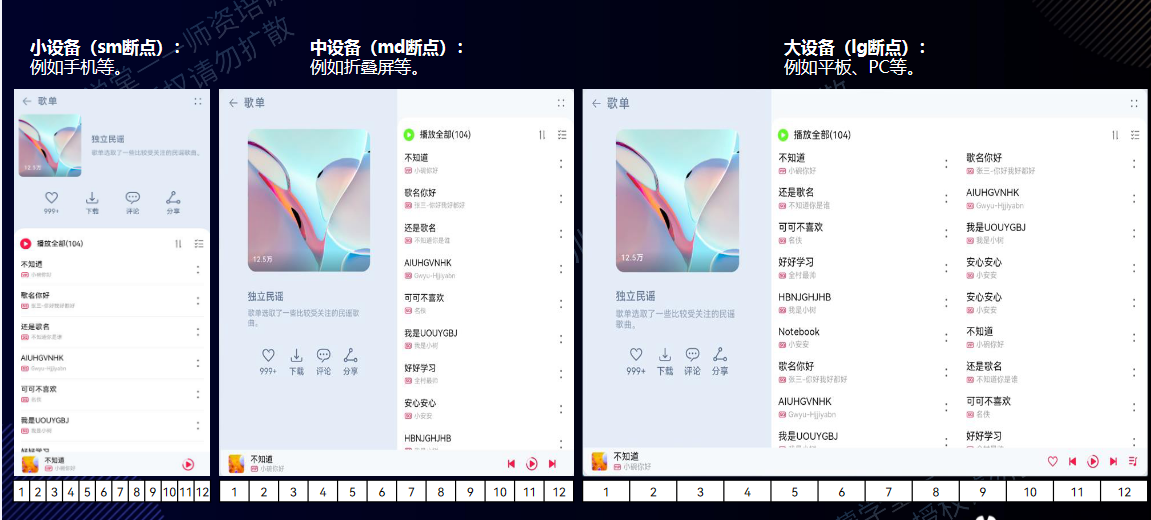 小设备（sm断点）：
例如手机等。
中设备（md断点）：
例如折叠屏等。
大设备（lg断点）：
例如平板、PC等。
歌单
12.5万
独立民谣
歌单选取了一些比较受关注的民谣歌曲。
999+ 下载 评论 分享
播放全部(104)
不知道
小碗你好
歌名你好
张三-你好我好都好
还是歌名
不知道你是谁
AIUHGVNHK
Gwyu-Hjjiyabn
可可不喜欢
名佚
我是UOUYGBJ
我是小树
好好学习
不知道
小碗你好
1 2 3 4 5 6 7 8 9 10 11 12
歌单
12.5万
独立民谣
歌单选取了一些比较受关注的民谣歌
曲。
999+ 下载 评论 分享
播放全部(104)
不知道
小碗你好
歌名你好
张三-你好我好都好
还是歌名
不知道你是谁
AIUHGVNHK
Gwyu-Hjjiyabn
可可不喜欢
名佚
我是UOUYGBJ
我是小树
好好学习
全村最帅
安心安心
小安安
HBNJGHJHB
不知道
小碗你好
1 2 3 4 5 6 7 8 9 10 11 12
歌单
12.5万
独立民谣
歌单选取了一些比较受关注的民谣
歌曲。
999+ 下载 评论 分享
播放全部(104)
不知道
小碗你好
还是歌名
不知道你是谁
可可不喜欢
名佚
好好学习
全村最帅
HBNJGHJHB
我是小树
Notebook
小安安
歌名你好
张三-你好我好都好
AIUHGVNHK
Gwyu-Hjjiyabn
我是UOUYGBJ
歌名你好
张三-你好我好都好
AIUHGVNHK
Gwyu-Hjjiyabn
我是UOUYGBJ
我是小树
安心安心
小安安
安心安心
小安安
不知道
小碗你好
还是歌名
不知道你是谁
可可不喜欢
名佚
好好学习
不知道
小碗你好
1 2 3 4 5 6 7 8 9 10 11 12